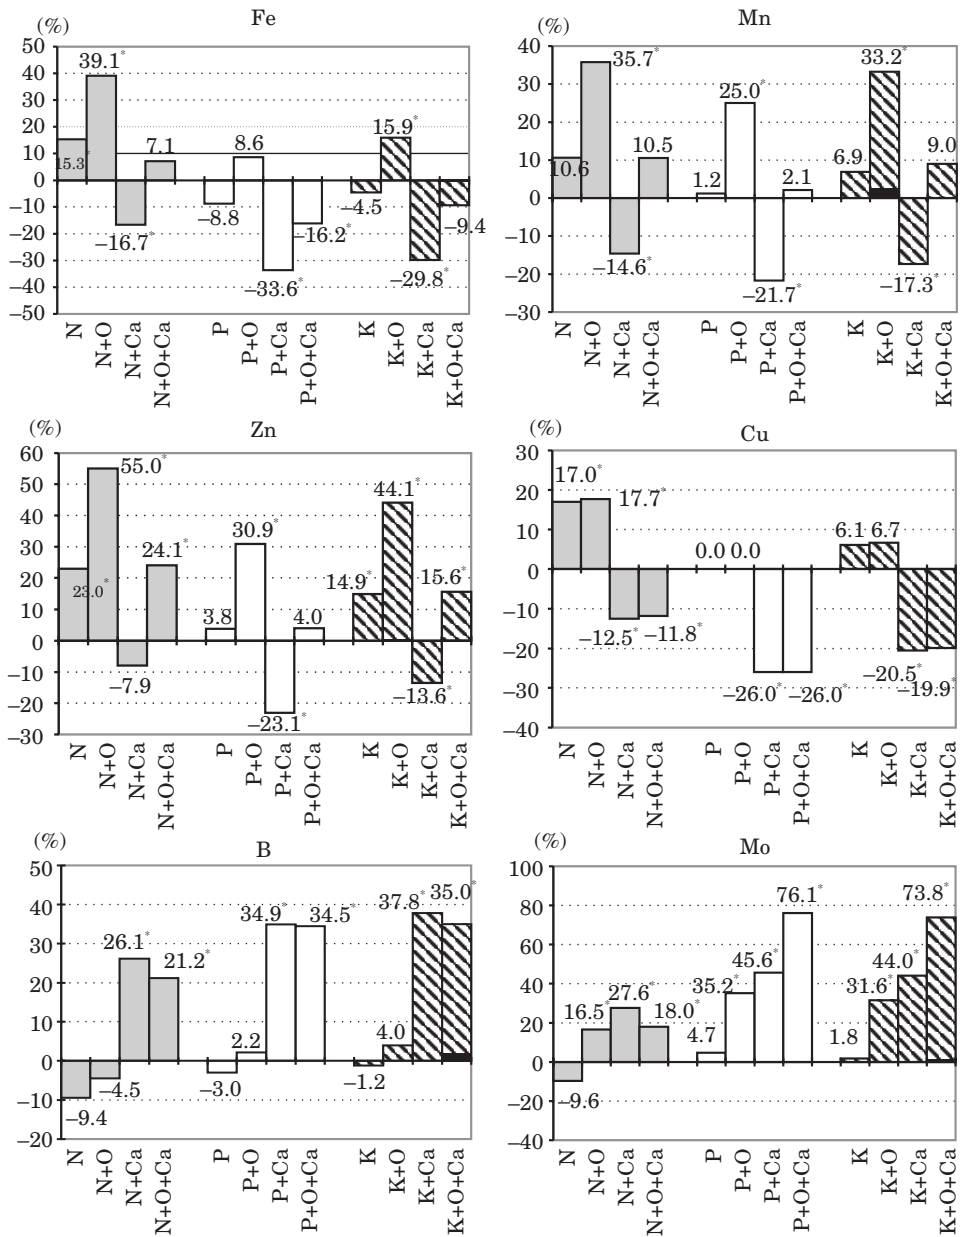 Fe
(%)
50
40
30
20
10
0
−10
−20
−30
−40
−50
15.3*
39.1*
−16.7*
7.1
−8.8
8.6
−33.6*
−16.2*
−4.5
15.9*
−29.8*
−9.4
N
N+O
N+Ca
N+O+Ca
P
P+O
P+Ca
P+O+Ca
K
K+O
K+Ca
K+O+Ca
Mn
(%)
40
30
20
10
0
−10
−20
−30
10.6
35.7*
−14.6*
10.5
1.2
25.0*
−21.7*
2.1
6.9
33.2*
−17.3*
9.0
N
N+O
N+Ca
N+O+Ca
P
P+O
P+Ca
P+O+Ca
K
K+O
K+Ca
K+O+Ca
Zn
(%)
60
50
40
30
20
10
0
−10
−20
−30
23.0*
55.0*
−7.9
24.1*
3.8
30.9*
−23.1*
4.0
14.9*
44.1*
−13.6*
15.6*
N
N+O
N+Ca
N+O+Ca
P
P+O
P+Ca
P+O+Ca
K
K+O
K+Ca
K+O+Ca
Cu
(%)
30
20
10
0
−10
−20
−30
−40
17.0*
17.7*
−12.5*
−11.8*
0.0
0.0
−26.0*
−26.0*
6.1
6.7
−20.5*
−19.9*
N
N+O
N+Ca
N+O+Ca
P
P+O
P+Ca
P+O+Ca
K
K+O
K+Ca
K+O+Ca
B
(%)
50
40
30
20
10
0
−10
−20
−9.4
−4.5
26.1*
21.2*
−3.0
2.2
34.9*
34.5*
−1.2
4.0
37.8*
35.0*
N
N+O
N+Ca
N+O+Ca
P
P+O
P+Ca
P+O+Ca
K
K+O
K+Ca
K+O+Ca
Mo
(%)
100
80
60
40
20
0
−20
−40
−9.6
16.5*
27.6*
18.0*
4.7
35.2*
45.6*
76.1*
1.8
31.6*
44.0*
73.8*
N
N+O
N+Ca
N+O+Ca
P
P+O
P+Ca
P+O+Ca
K
K+O
K+Ca
K+O+Ca